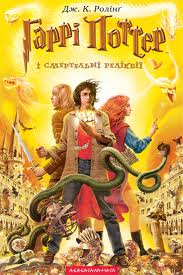 Дж. К. Ролінґ
Гаррі Поттер
і смертельні реліквії
А-БА-БА-ГА-ЛА-МА-ГА